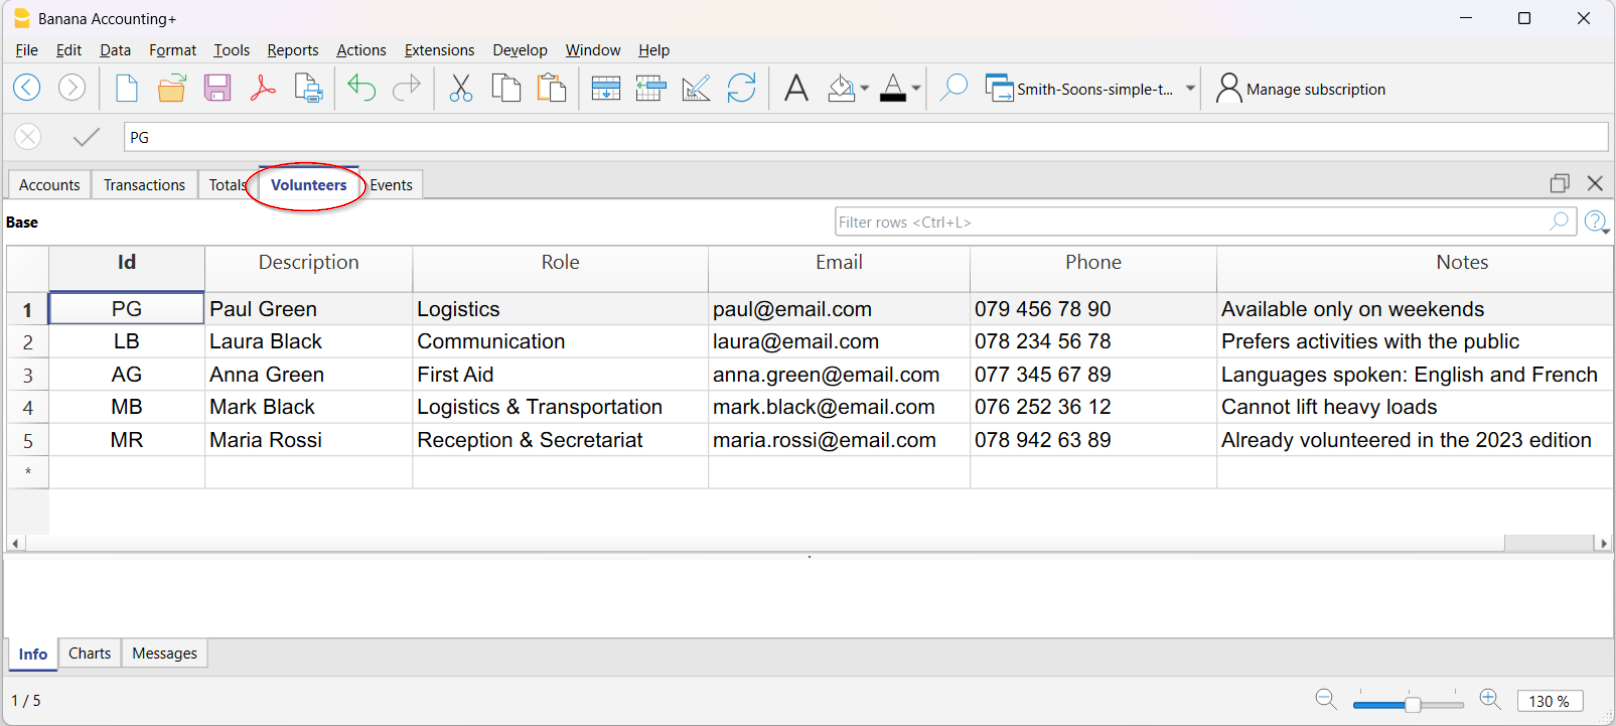 Banana Accounting+
File Edit Data Format Tools Reports Actions Extensions Develop Window Help
Smith-Soons-simple-t... Manage subscription
PG
Accounts Transactions Totals Volunteers Events
Base Filter rows <Ctrl+L>
Id Description Role Email Phone Notes
1 PG Paul Green Logistics paul@email.com 079 456 78 90 Available only on weekends
2 LB Laura Black Communication laura@email.com 078 234 56 78 Prefers activities with the public
3 AG Anna Green First Aid anna.green@email.com 077 345 67 89 Languages spoken: English and French
4 MB Mark Black Logistics & Transportation mark.black@email.com 076 252 36 12 Cannot lift heavy loads
5 MR Maria Rossi Reception & Secretariat maria.rossi@email.com 078 942 63 89 Already volunteered in the 2023 edition
*
Info Charts Messages
1 / 5 130 %